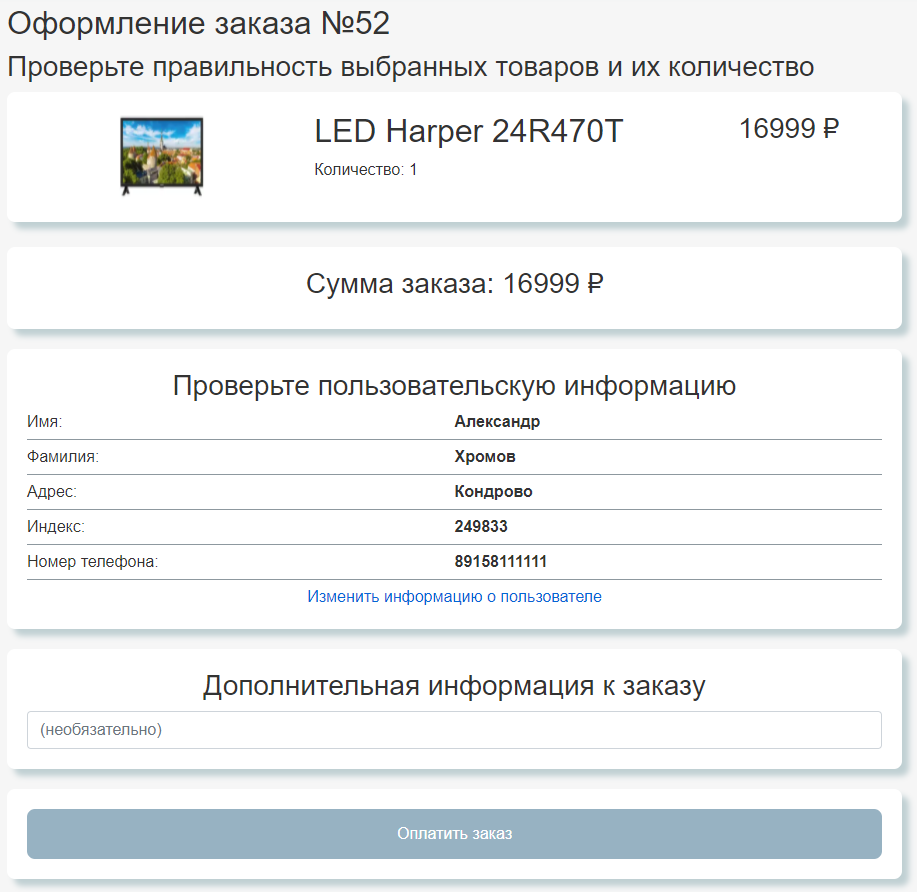 Оформление заказа №52
Проверьте правильность выбранных товаров и их количество
LED Harper 24R470T
16999 ₽
Количество: 1
Сумма заказа: 16999 ₽
Проверьте пользовательскую информацию
Имя: Александр
Фамилия: Хромов
Адрес: Кондрово
Индекс: 249833
Номер телефона: 89158111111
Изменить информацию о пользователе
Дополнительная информация к заказу
(необязательно)
Оплатить заказ